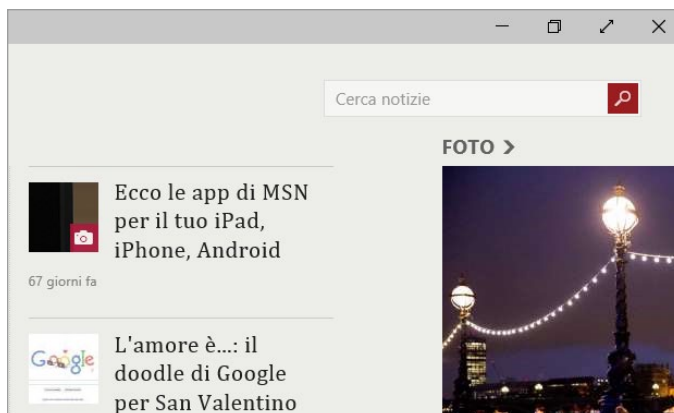 Cerca notizie
FOTO
Ecco le app di MSN
per il tuo iPad,
iPhone, Android
67 giorni fa
Google
L'amore è...: il
doodle di Google
per San Valentino